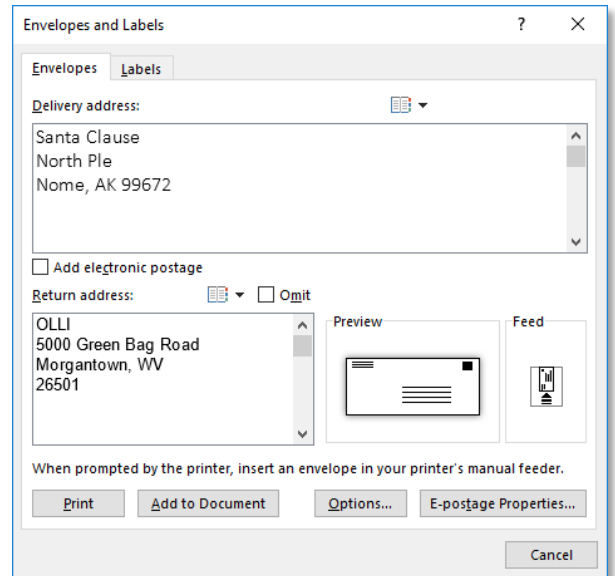 Envelopes and Labels ?
Envelopes Labels
Delivery address:
Santa Clause
North Ple
Nome, AK 99672
Add electronic postage
Return address: Omit
OLLI
5000 Green Bag Road
Morgantown, WV
26501
Preview
Feed
When prompted by the printer, insert an envelope in your printer's manual feeder.
Print Add to Document Options... E-postage Properties...
Cancel